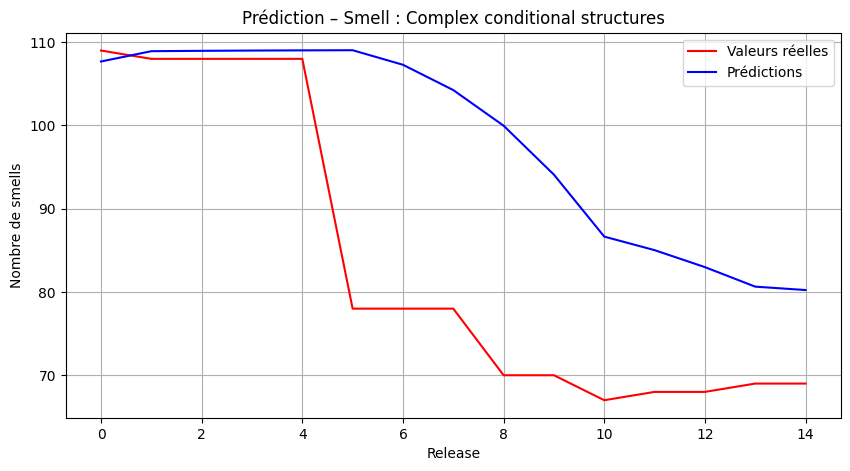 Prédiction – Smell : Complex conditional structures
Valeurs réelles
Prédictions
Nombre de smells
110
100
90
80
70
0 2 4 6 8 10 12 14
Release